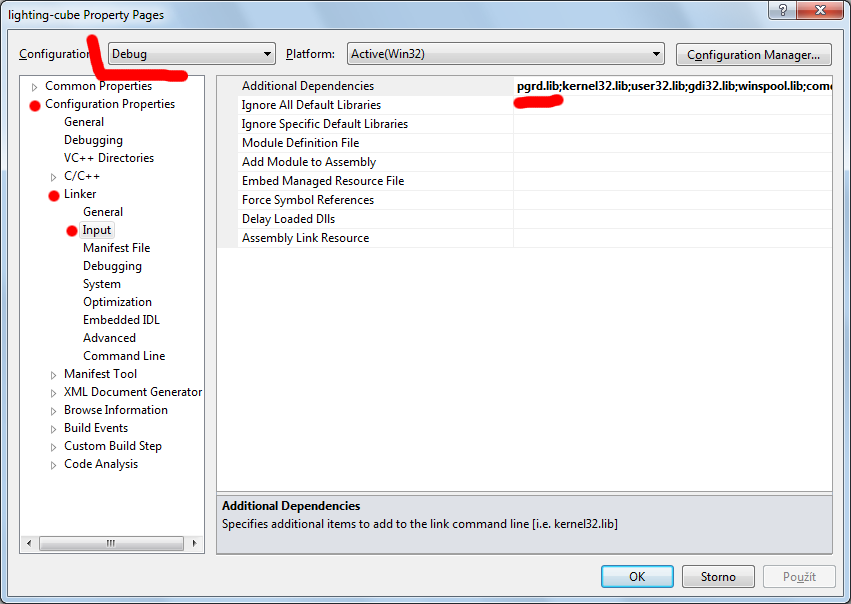 lighting-cube Property Pages
Configuration Debug Platform: Active(Win32) Configuration Manager...
Common Properties
Configuration Properties
General
Debugging
VC++ Directories
C/C++
Linker
General
Input
Manifest File
Debugging
System
Optimization
Embedded IDL
Advanced
Command Line
Manifest Tool
XML Document Generator
Browse Information
Build Events
Custom Build Step
Code Analysis
Additional Dependencies pgrd.lib;kernel32.lib;user32.lib;gdi32.lib;winspool.lib;comd
Ignore All Default Libraries
Ignore Specific Default Libraries
Module Definition File
Add Module to Assembly
Embed Managed Resource File
Force Symbol References
Delay Loaded Dlls
Assembly Link Resource
Additional Dependencies
Specifies additional items to add to the link command line [i.e. kernel32.lib]
OK Storno Použít